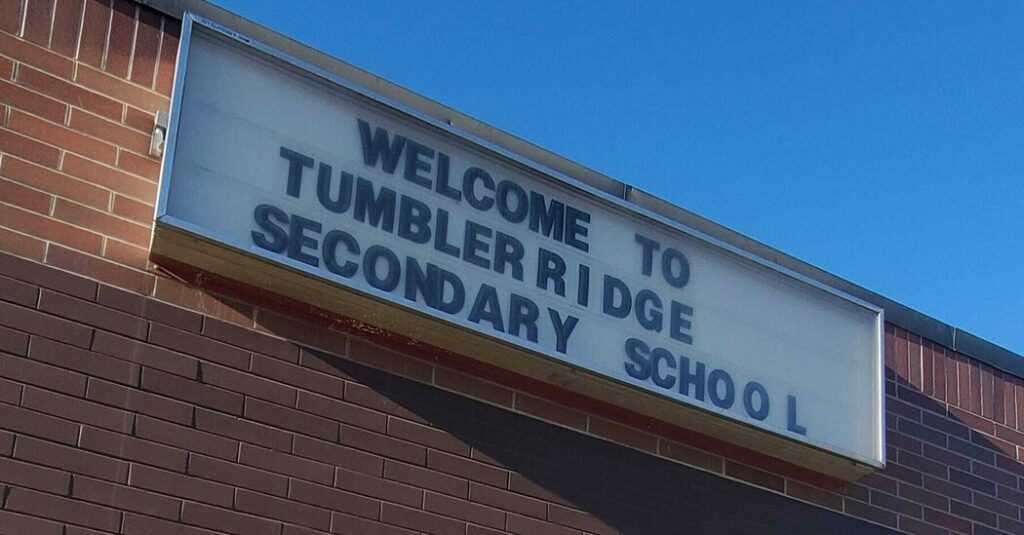 WELCOME TO
TUMBLER RIDGE
SECONDARY SCHOOL